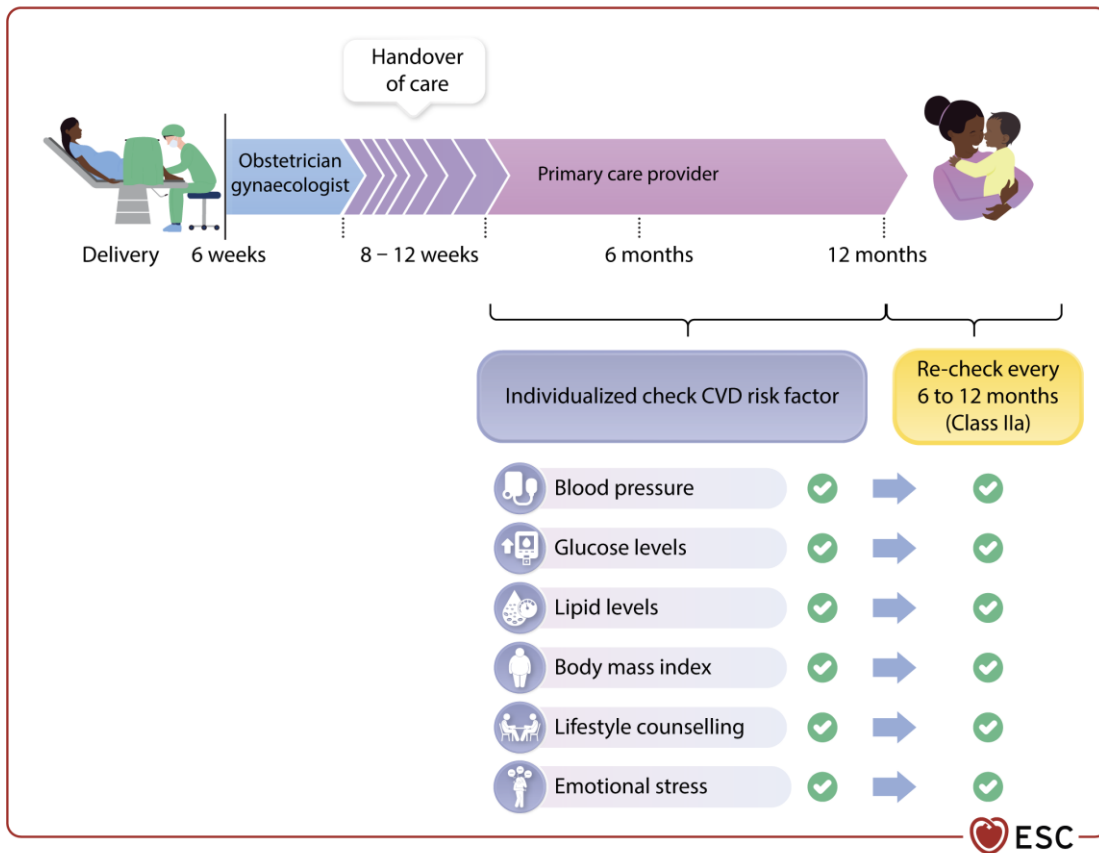 Handover
of care
Obstetrician
gynaecologist
Primary care provider
Delivery
6 weeks
8 – 12 weeks
6 months
12 months
Individualized check CVD risk factor
Re-check every
6 to 12 months
(Class IIa)
Blood pressure
Glucose levels
Lipid levels
Body mass index
Lifestyle counselling
Emotional stress
ESC